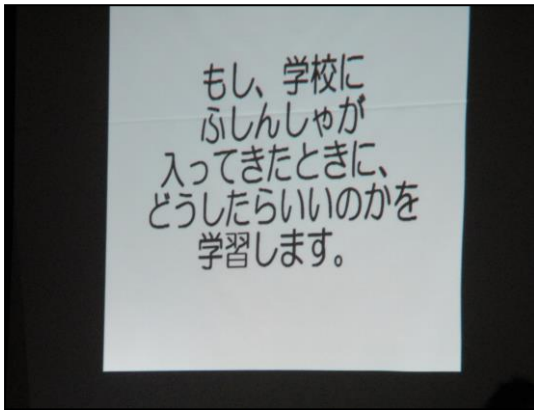 もし、学校に
ふしんしゃが
入ってきたときに、
どうしたらいいのかを
学習します。